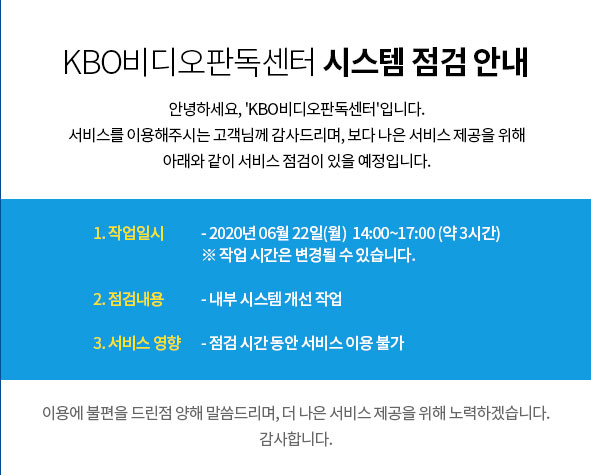 KBO비디오판독센터 시스템 점검 안내
안녕하세요, 'KBO비디오판독센터'입니다.
서비스를 이용해주시는 고객님께 감사드리며, 보다 나은 서비스 제공을 위해
아래와 같이 서비스 점검이 있을 예정입니다.
1. 작업일시 - 2020년 06월 22일(월) 14:00~17:00 (약 3시간)
※ 작업 시간은 변경될 수 있습니다.
2. 점검내용 - 내부 시스템 개선 작업
3. 서비스 영향 - 점검 시간 동안 서비스 이용 불가
이용에 불편을 드린점 양해 말씀드리며, 더 나은 서비스 제공을 위해 노력하겠습니다.
감사합니다.